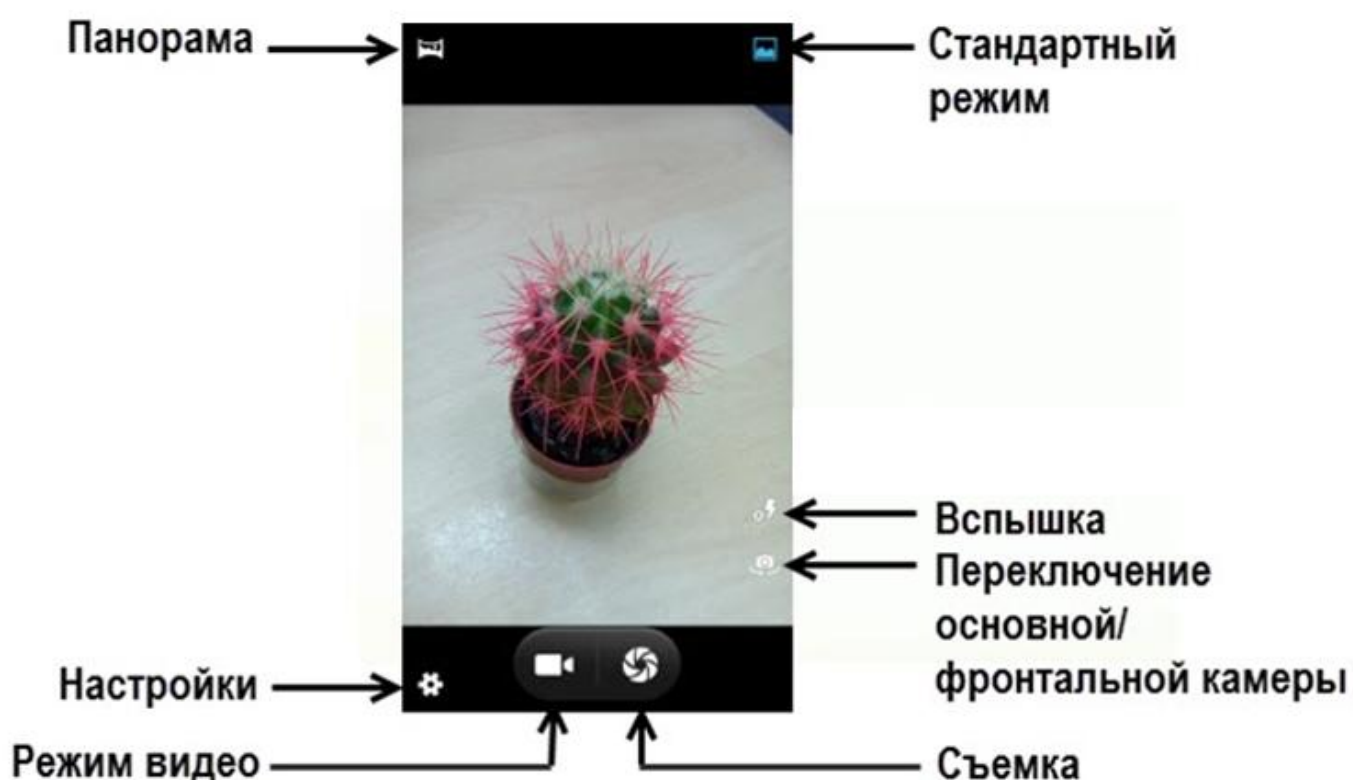 Панорама
Стандартный
режим
Вспышка
Переключение
основной/
фронтальной камеры
Настройки
Режим видео
Съемка